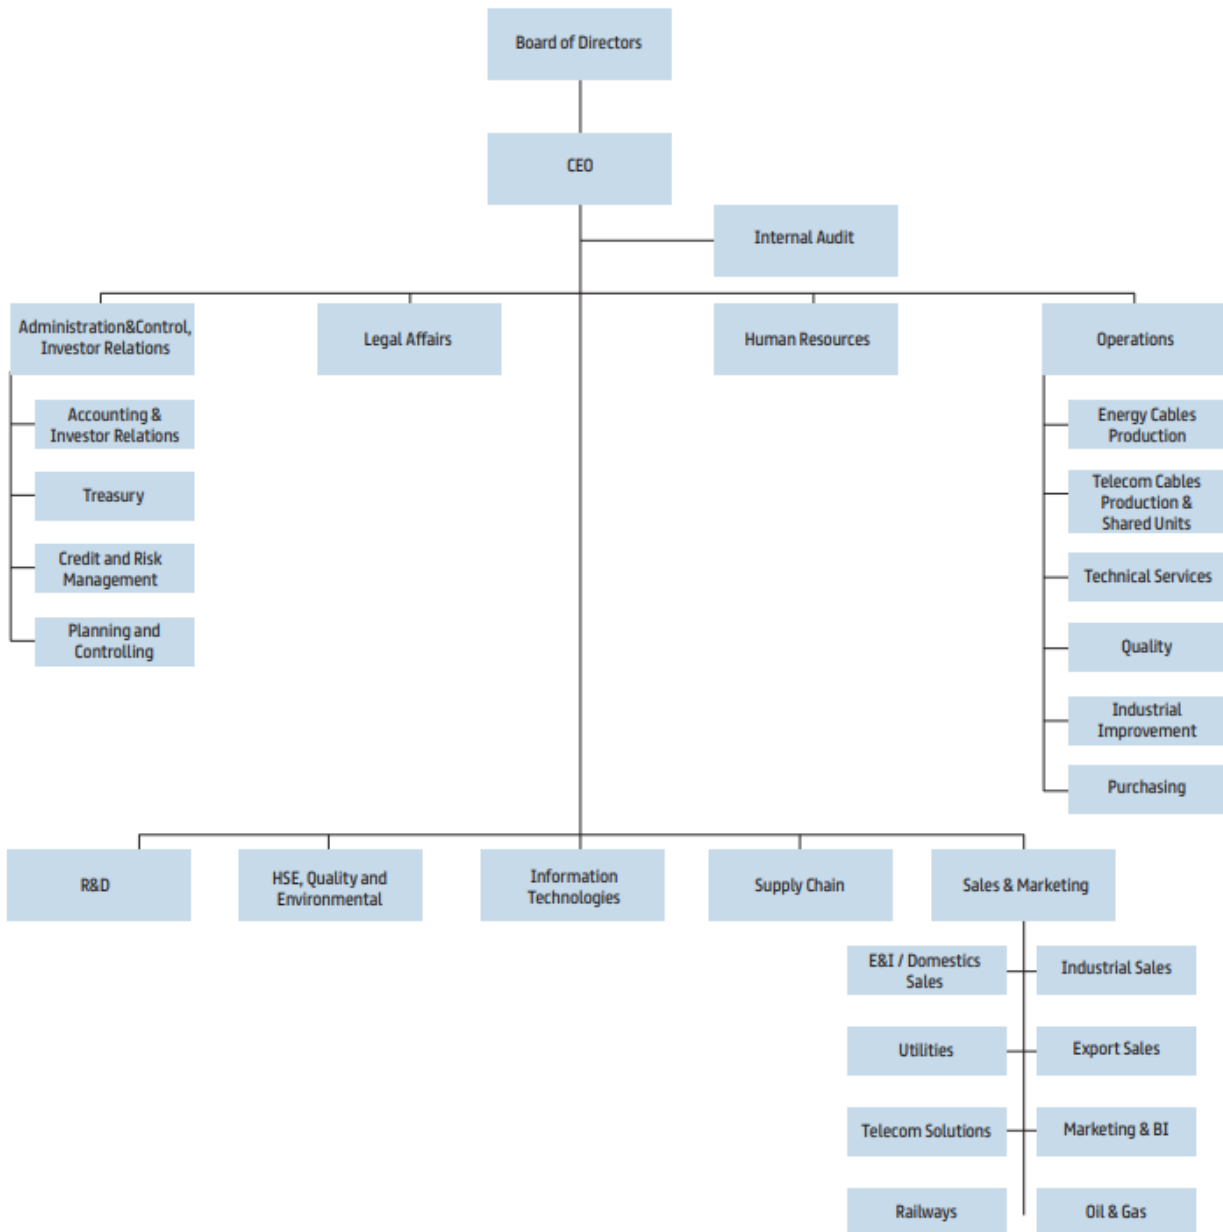 Board of Directors
CEO
Internal Audit
Administration&Control,
Investor Relations
Legal Affairs
Human Resources
Operations
Accounting &
Investor Relations
Treasury
Credit and Risk
Management
Planning and
Controlling
Energy Cables
Production
Telecom Cables
Production &
Shared Units
Technical Services
Quality
Industrial
Improvement
Purchasing
R&D
HSE, Quality and
Environmental
Information
Technologies
Supply Chain
Sales & Marketing
E&I / Domestics
Sales
Industrial Sales
Utilities
Export Sales
Telecom Solutions
Marketing & BI
Railways
Oil & Gas